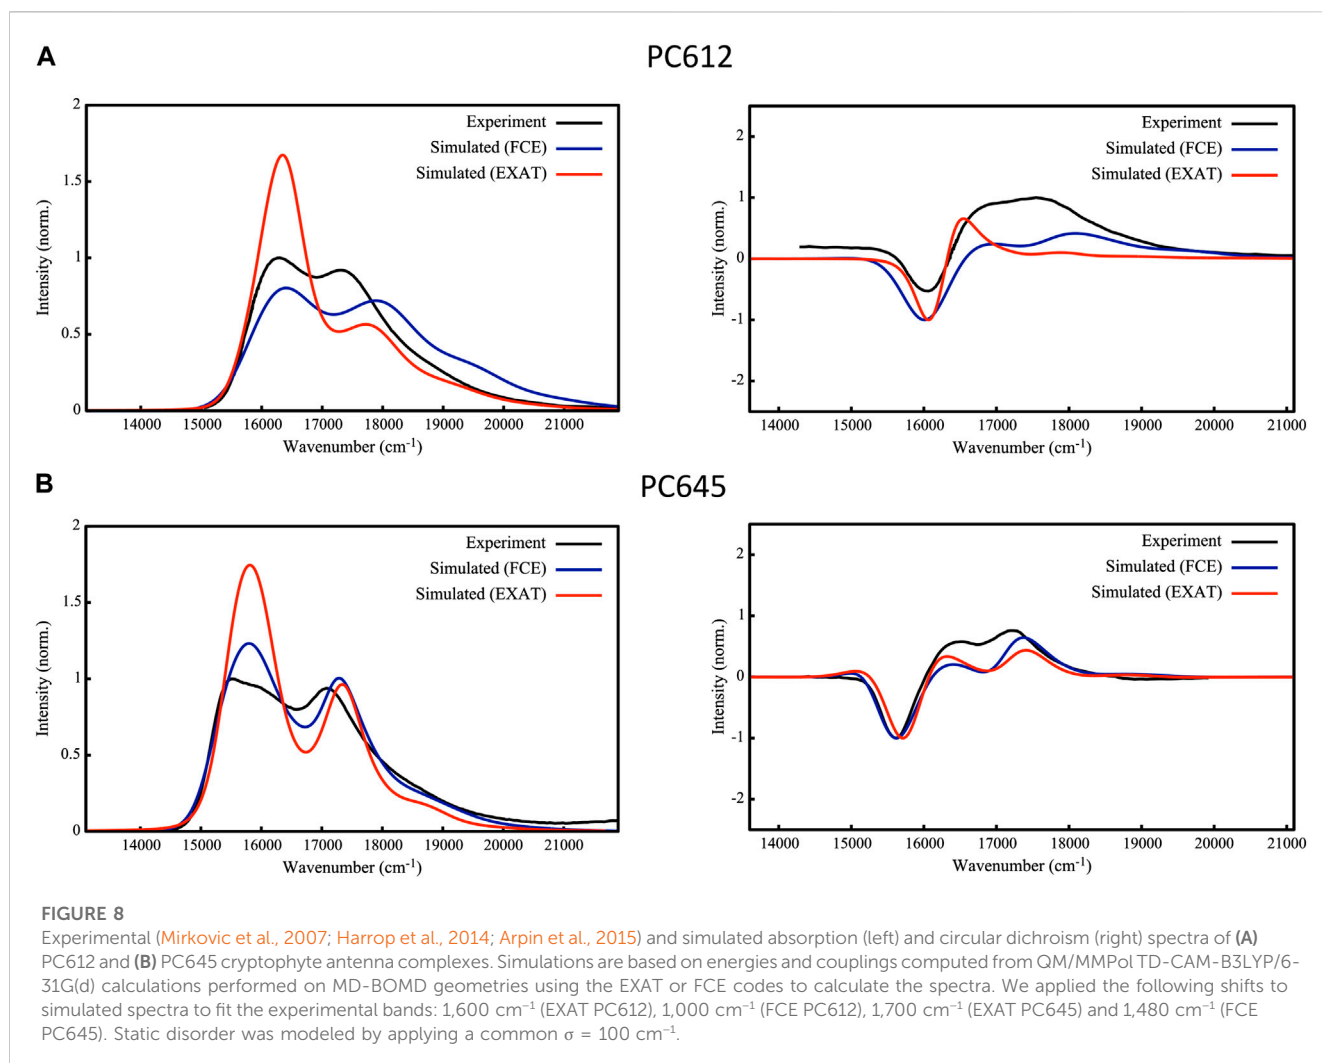 A
PC612
2
1.5
1
0.5
0
Intensity (norm.)
Experiment
Simulated (FCE)
Simulated (EXAT)
14000 15000 16000 17000 18000 19000 20000 21000
Wavenumber (cm⁻¹)
2
1
0
-1
-2
Intensity (norm.)
Experiment
Simulated (FCE)
Simulated (EXAT)
14000 15000 16000 17000 18000 19000 20000 21000
Wavenumber (cm⁻¹)
B
PC645
2
1.5
1
0.5
0
Intensity (norm.)
Experiment
Simulated (FCE)
Simulated (EXAT)
14000 15000 16000 17000 18000 19000 20000 21000
Wavenumber (cm⁻¹)
2
1
0
-1
-2
Intensity (norm.)
Experiment
Simulated (FCE)
Simulated (EXAT)
14000 15000 16000 17000 18000 19000 20000 21000
Wavenumber (cm⁻¹)
FIGURE 8
Experimental (Mirkovic et al., 2007; Harrop et al., 2014; Arpin et al., 2015) and simulated absorption (left) and circular dichroism (right) spectra of (A)
PC612 and (B) PC645 cryptophyte antenna complexes. Simulations are based on energies and couplings computed from QM/MMPol TD-CAM-B3LYP/6-
31G(d) calculations performed on MD-BOMD geometries using the EXAT or FCE codes to calculate the spectra. We applied the following shifts to
simulated spectra to fit the experimental bands: 1,600 cm⁻¹ (EXAT PC612), 1,000 cm⁻¹ (FCE PC612), 1,700 cm⁻¹ (EXAT PC645) and 1,480 cm⁻¹ (FCE
PC645). Static disorder was modeled by applying a common σ = 100 cm⁻¹.